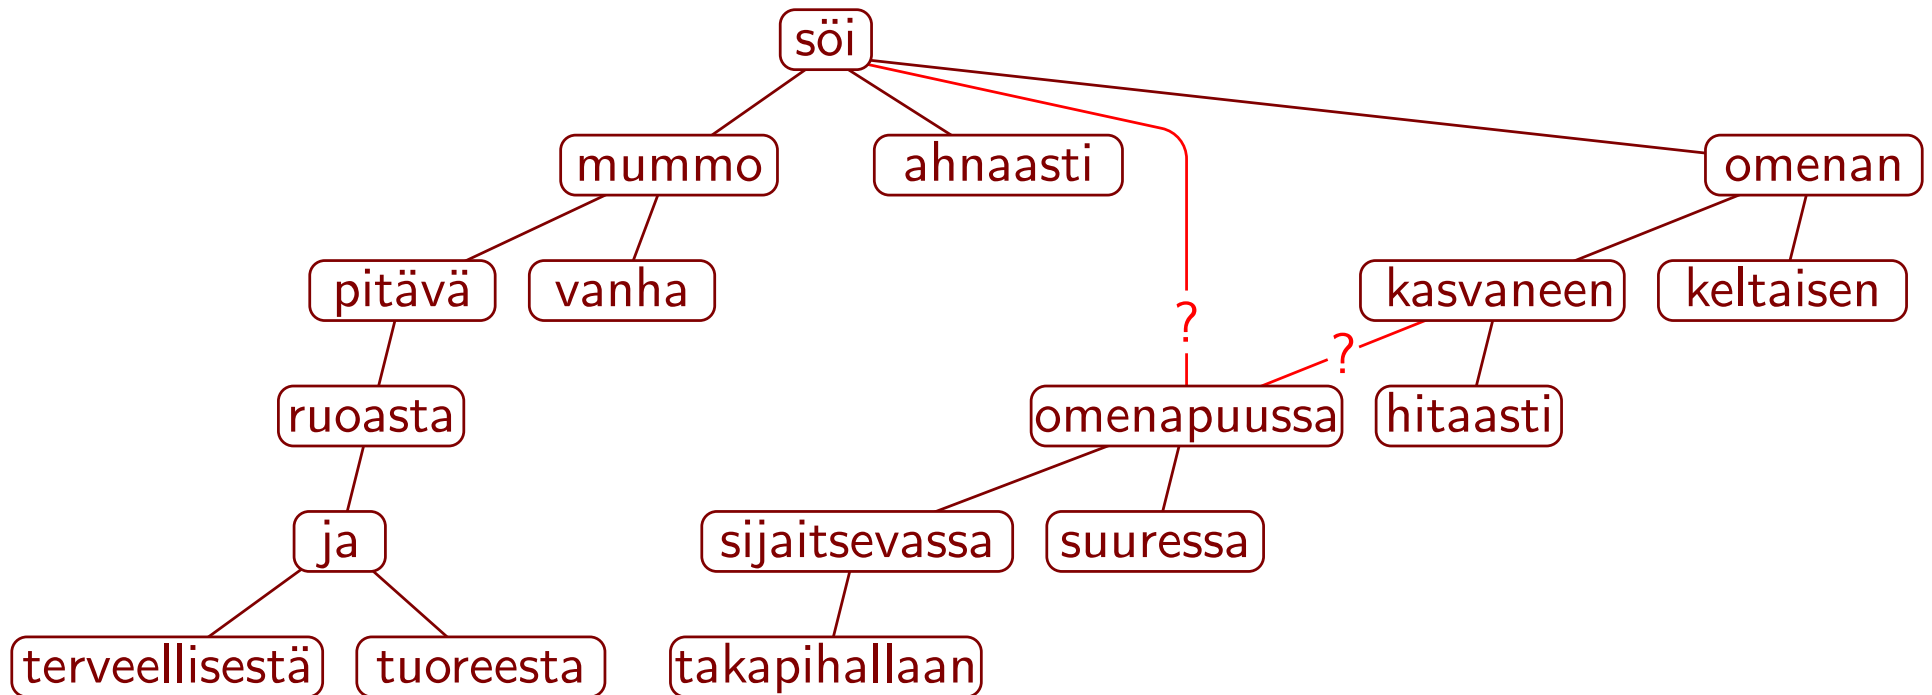 söi
mummo ahnaasti omenan
pitävä vanha kasvaneen keltaisen
?
?
ruoasta omenapuussa hitaasti
ja sijaitsevassa suuressa
terveellisestä tuoreesta takapihallaan